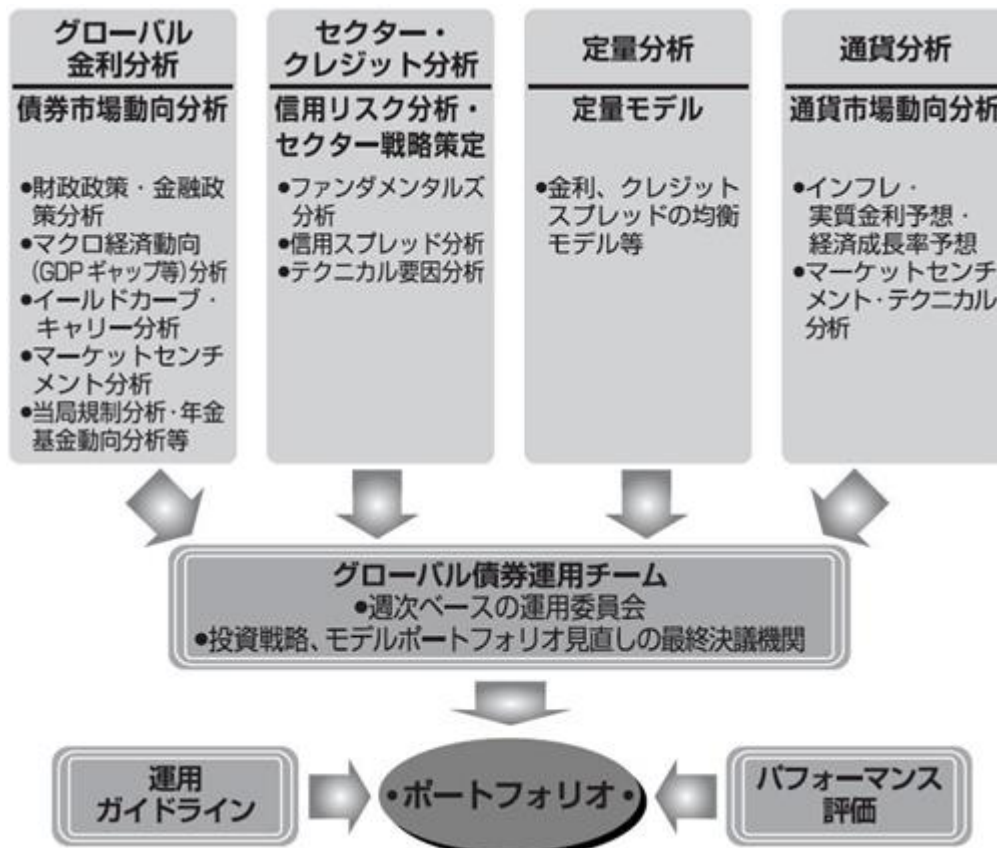 グローバル
金利分析
債券市場動向分析
●財政政策・金融政
策分析
●マクロ経済動向
(GDPギャップ等)分析
●イールドカーブ・
キャリー分析
●マーケットセンチ
メント分析
●当局規制分析・年金
基金動向分析等
セクター・
クレジット分析
信用リスク分析・
セクター戦略策定
●ファンダメンタルズ
分析
●信用スプレッド分析
●テクニカル要因分析
定量分析
定量モデル
●金利、クレジット
スプレッドの均衡
モデル等
通貨分析
通貨市場動向分析
●インフレ・
実質金利予想・
経済成長率予想
●マーケットセンチ
メント・テクニカル
分析
グローバル債券運用チーム
●週次ベースの運用委員会
●投資戦略、モデルポートフォリオ見直しの最終決議機関
運用
ガイドライン
・ポートフォリオ・
パフォーマンス
評価